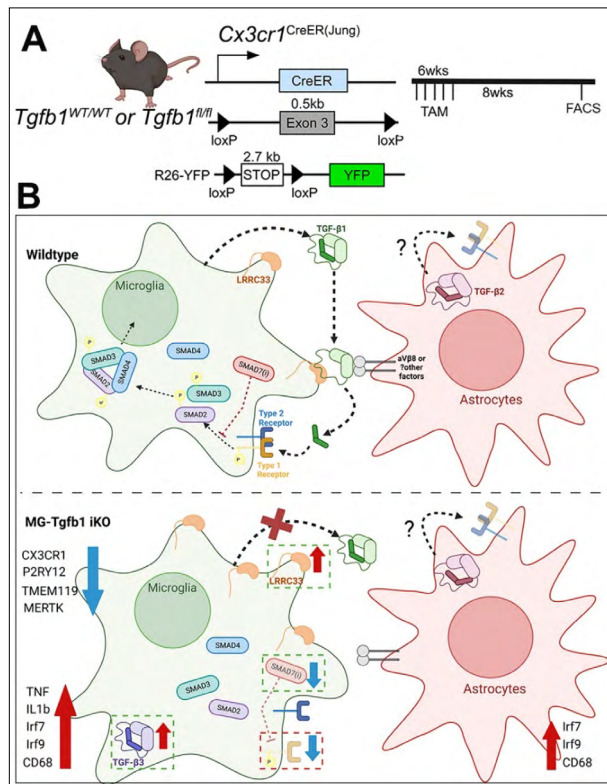 A
Cx3cr1CreER(Jung)
CreER
6wks
8wks
TAM
FACS
Tgfb1WT/WT or Tgfb1fl/fl
0.5kb
Exon 3
loxP
loxP
2.7 kb
R26-YFP
STOP
YFP
loxP
loxP
B
Wildtype
TGF-β1
LRRC33
?
Microglia
TGF-β2
SMAD3
SMAD4
SMAD2
SMAD4
P
P
P
P
SMAD3
SMAD2
SMAD7(i)
aVβ8 or
?other
factors
Type 2
Receptor
P
Type 1
Receptor
Astrocytes
MG-Tgfb1 iKO
CX3CR1
P2RY12
TMEM119
MERTK
LRRC33
?
Microglia
SMAD4
SMAD3
SMAD2
SMAD7(i)
Astrocytes
TNF
IL1b
Irf7
Irf9
CD68
TGF-β3
P
Irf7
Irf9
CD68